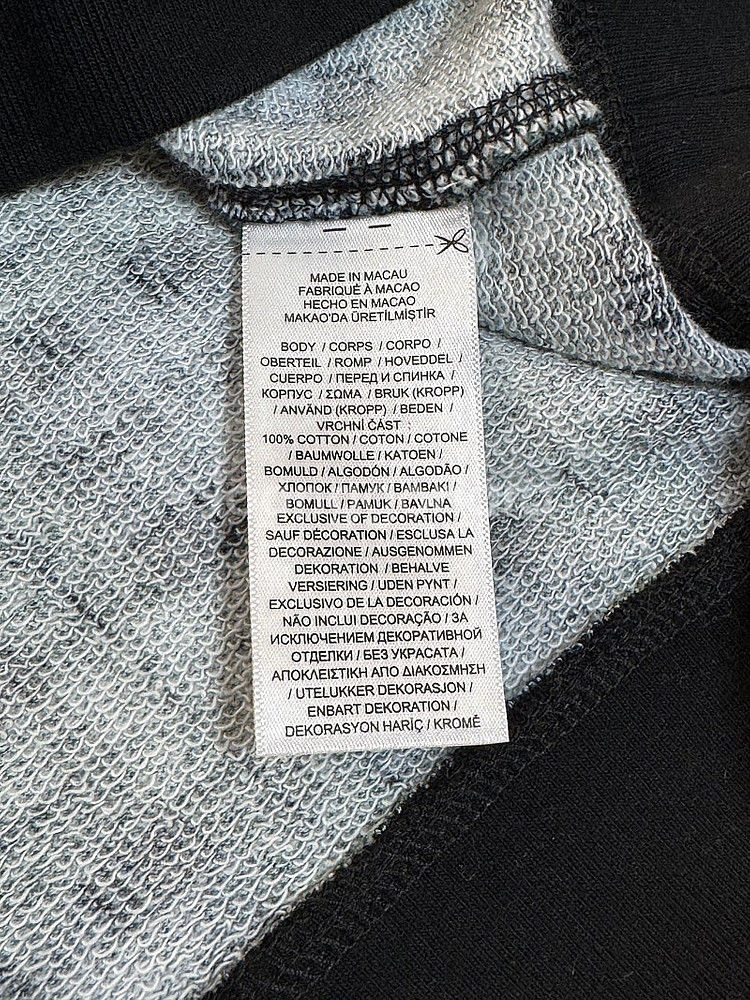 MADE IN MACAU
FABRIQUÉ À MACAO
HECHO EN MACAO
MAKAO'DA ÜRETİLMİŞTİR
BODY / CORPS / CORPO /
OBERTEIL / ROMP / HOVEDDEL /
CUERPO / ПЕРЕД И СПИНКА /
КОРПУС / ΣΩΜΑ / BRUK (KROPP)
/ ANVÄND (KROPP) / BEDEN /
VRCHNÍ ČÁST :
100% COTTON / COTON / COTONE
/ BAUMWOLLE / KATOEN /
BOMULD / ALGODÓN / ALGODÃO /
ХЛОПОК / ПАМУК / ΒΑΜΒΑΚΙ /
BOMULL / PAMUK / BAVLNA
EXCLUSIVE OF DECORATION /
SAUF DÉCORATION / ESCLUSA LA
DECORAZIONE / AUSGENOMMEN
DEKORATION / BEHALVE
VERSIERING / UDEN PYNT /
EXCLUSIVO DE LA DECORACIÓN /
NÃO INCLUI DECORAÇÃO / ЗА
ИСКЛЮЧЕНИЕМ ДЕКОРАТИВНОЙ
ОТДЕЛКИ / БЕЗ УКРАСАТА /
ΑΠΟΚΛΕΙΣΤΙΚΗ ΑΠΟ ΔΙΑΚΟΣΜΗΣΗ
/ UTELUKKER DEKORASJON /
ENBART DEKORATION /
DEKORASYON HARİÇ / KROMĚ